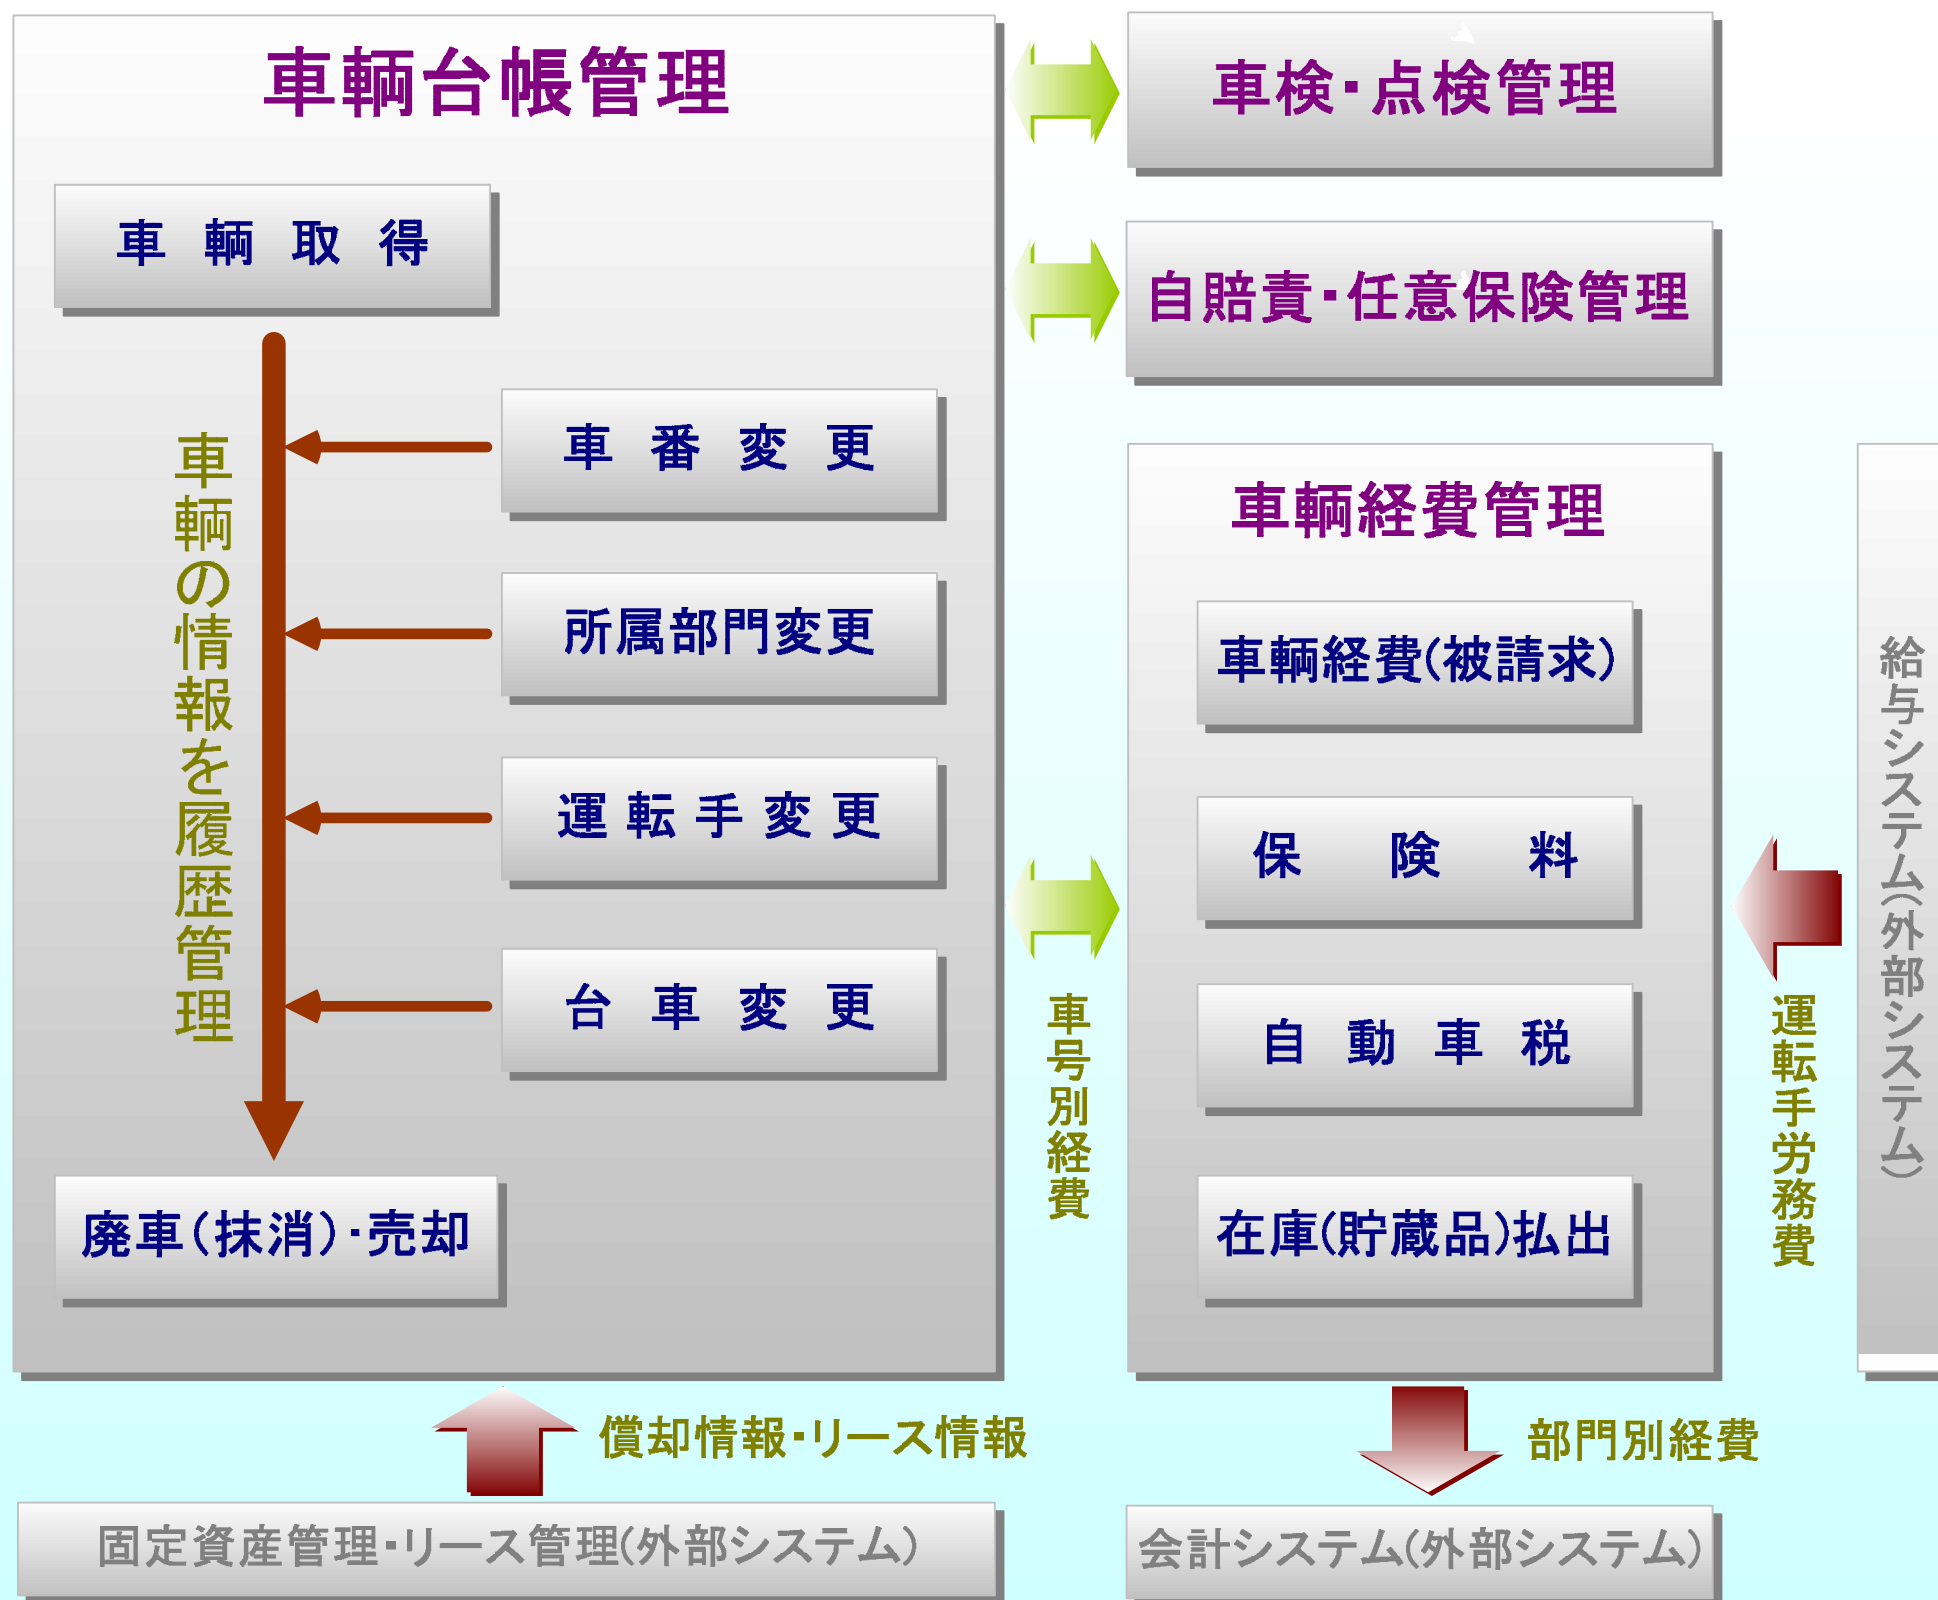 車輌台帳管理
車輌取得
車輌の情報を履歴管理
車番変更
所属部門変更
運転手変更
台車変更
廃車(抹消)・売却
車検・点検管理
自賠責・任意保険管理
車輌経費管理
車輌経費(被請求)
保険料
自動車税
在庫(貯蔵品)払出
車号別経費
運転手労務費
給与システム(外部システム)
償却情報・リース情報
部門別経費
固定資産管理・リース管理(外部システム)
会計システム(外部システム)